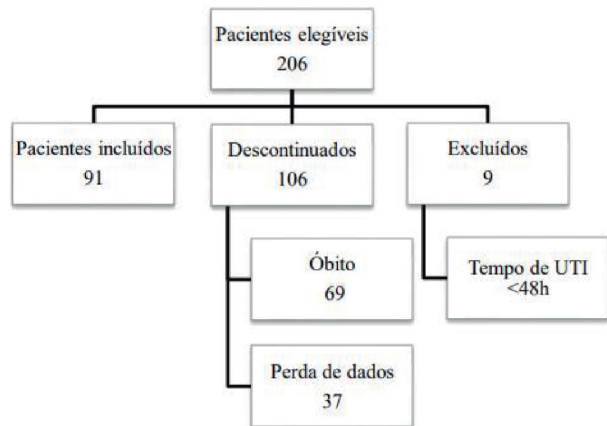 Pacientes elegíveis
206
Pacientes incluídos
91
Descontinuados
106
Excluídos
9
Óbito
69
Tempo de UTI
<48h
Perda de dados
37